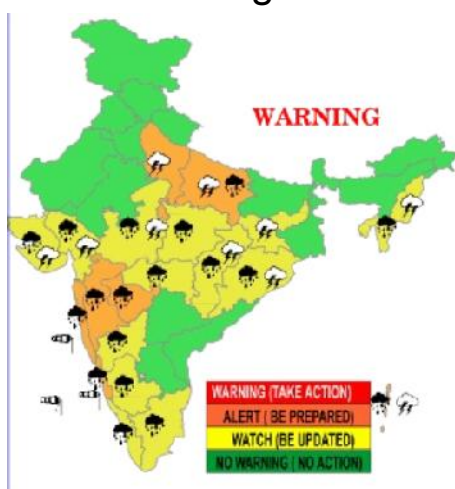 WARNING
WARNING (TAKE ACTION)
ALERT ( BE PREPARED)
WATCH (BE UPDATED)
NO WARNING ( NO ACTION)